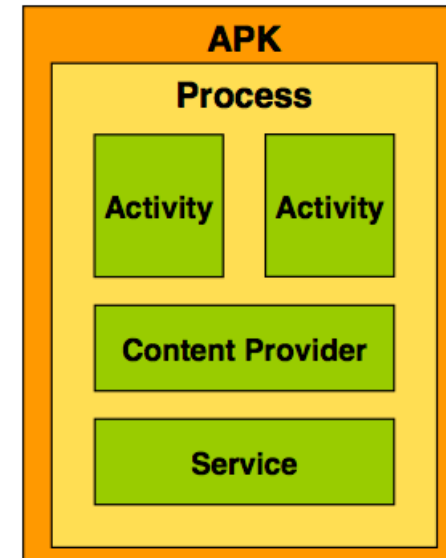 APK
Process
Activity Activity
Content Provider
Service